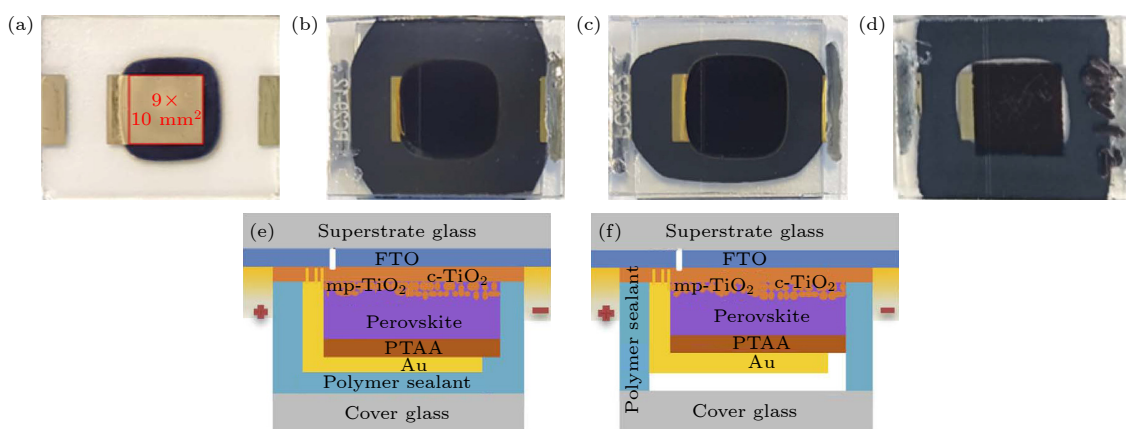 (a)
(b)
(c)
(d)
9×
10 mm²
(e)
Superstrate glass
FTO
c-TiO₂
mp-TiO₂
Perovskite
PTAA
Au
Polymer sealant
Cover glass
+
−
(f)
Superstrate glass
FTO
mp-TiO₂
c-TiO₂
Perovskite
PTAA
Au
Polymer sealant
Cover glass
+
−